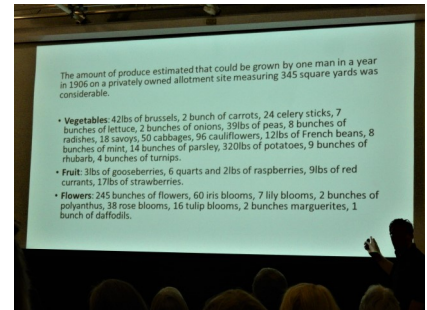 The amount of produce estimated that could be grown by one man in a year
in 1906 on a privately owned allotment site measuring 345 square yards was
considerable.
• Vegetables: 42lbs of brussels, 2 bunch of carrots, 24 celery sticks, 7
bunches of lettuce, 2 bunches of onions, 39lbs of peas, 8 bunches of
radishes, 18 savoys, 50 cabbages, 96 cauliflowers, 12lbs of French beans, 8
bunches of mint, 14 bunches of parsley, 320lbs of potatoes, 9 bunches of
rhubarb, 4 bunches of turnips.
• Fruit: 3lbs of gooseberries, 6 quarts and 2lbs of raspberries, 9lbs of red
currants, 17lbs of strawberries.
• Flowers: 245 bunches of flowers, 60 iris blooms, 7 lily blooms, 2 bunches of
polyanthus, 38 rose blooms, 16 tulip blooms, 2 bunches marguerites, 1
bunch of daffodils.